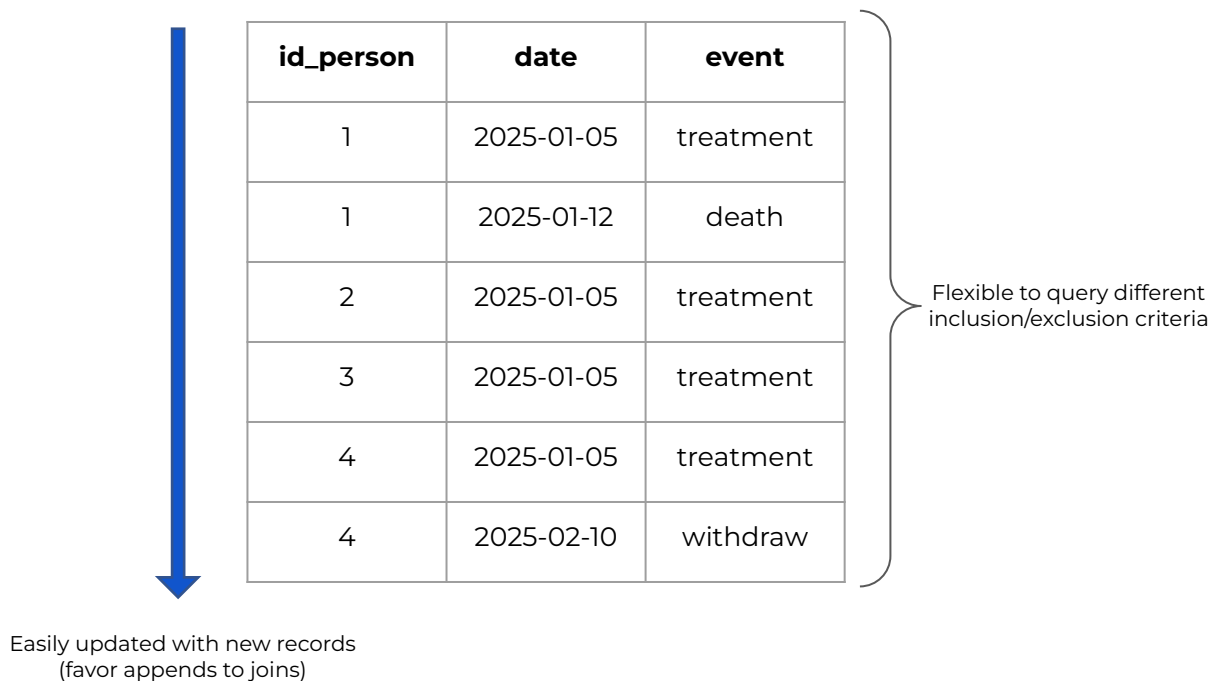 id_person date event
1 2025-01-05 treatment
1 2025-01-12 death
2 2025-01-05 treatment
3 2025-01-05 treatment
4 2025-01-05 treatment
4 2025-02-10 withdraw
Flexible to query different
inclusion/exclusion criteria
Easily updated with new records
(favor appends to joins)